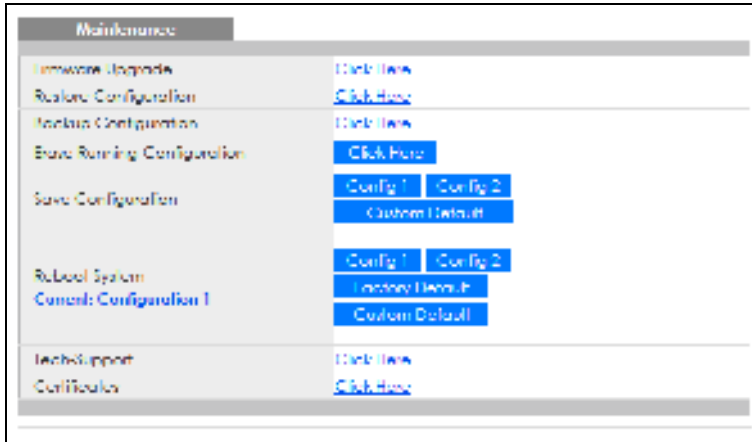 Maintenance
Firmware Upgrade Click Here
Restore Configuration Click Here
Backup Configuration Click Here
Erase Running Configuration Click Here
Save Configuration Config 1 Config 2
Custom Default
Reboot System
Current: Configuration 1
Config 1 Config 2
Factory Default
Custom Default
Tech-Support Click Here
Certificates Click Here